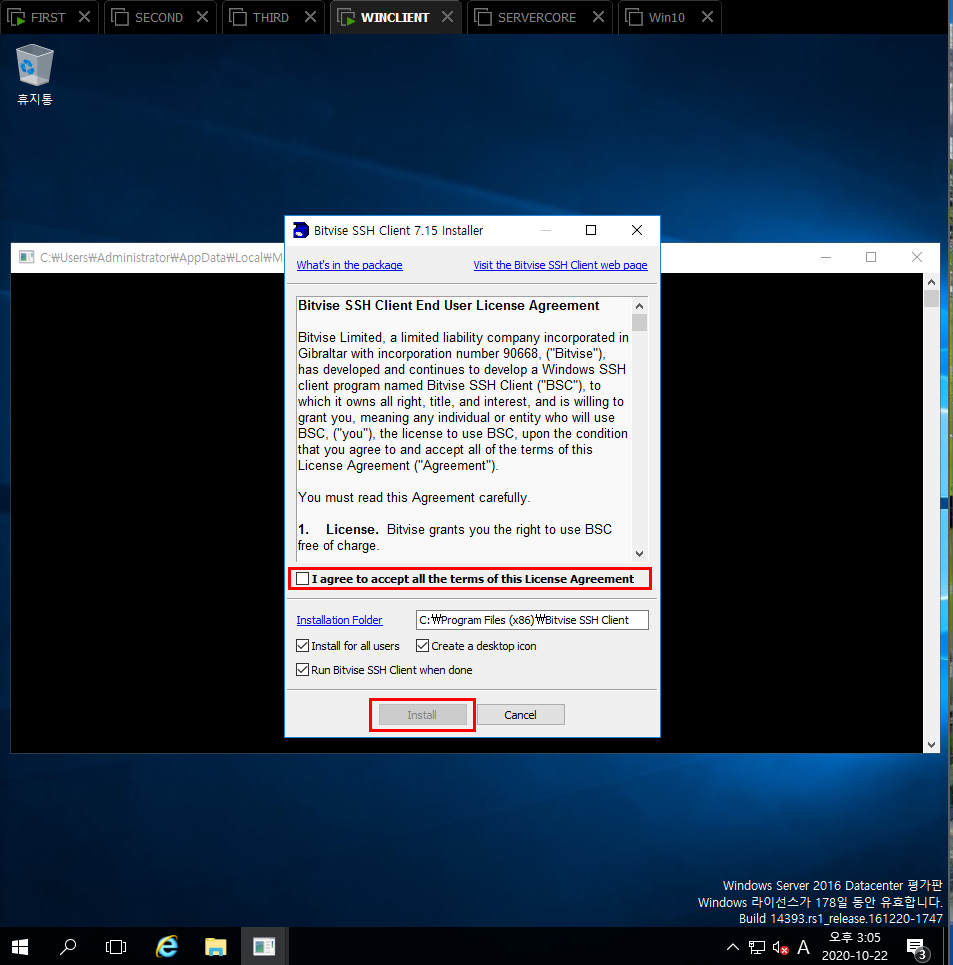 FIRST
SECOND
THIRD
WINCLIENT
SERVERCORE
Win10
휴지통
C:₩Users₩Administrator₩AppData₩Local₩M
Bitvise SSH Client 7.15 Installer
What's in the package
Visit the Bitvise SSH Client web page
Bitvise SSH Client End User License Agreement
Bitvise Limited, a limited liability company incorporated in
Gibraltar with incorporation number 90668, ("Bitvise"),
has developed and continues to develop a Windows SSH
client program named Bitvise SSH Client ("BSC"), to
which it owns all right, title, and interest, and is willing to
grant you, meaning any individual or entity who will use
BSC, ("you"), the license to use BSC, upon the condition
that you agree to and accept all of the terms of this
License Agreement ("Agreement").
You must read this Agreement carefully.
1. License. Bitvise grants you the right to use BSC
free of charge.
I agree to accept all the terms of this License Agreement
Installation Folder
C:₩Program Files (x86)₩Bitvise SSH Client
Install for all users
Create a desktop icon
Run Bitvise SSH Client when done
Install
Cancel
Windows Server 2016 Datacenter 평가판
Windows 라이선스가 178일 동안 유효합니다.
Build 14393.rs1_release.161220-1747
A
오후 3:05
2020-10-22
3